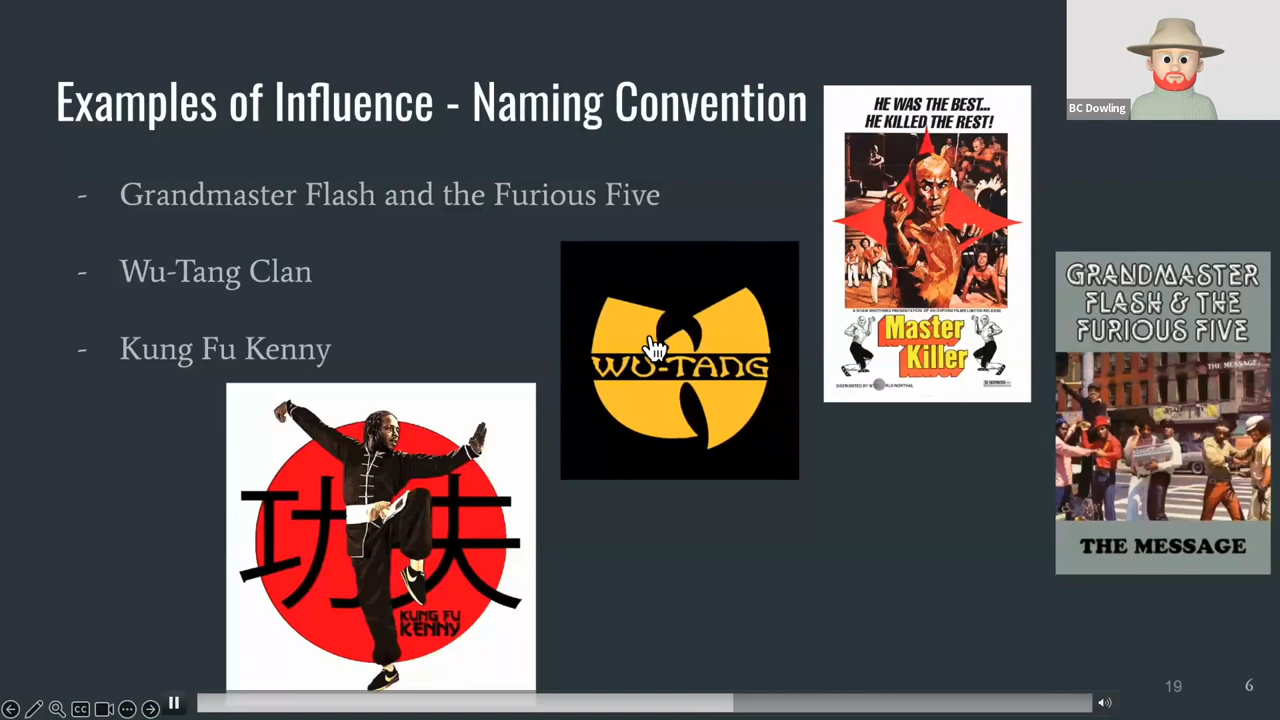 Examples of Influence - Naming Convention
BC Dowling
- Grandmaster Flash and the Furious Five
- Wu-Tang Clan
- Kung Fu Kenny
功夫
KUNG FU
KENNY
WU-TANG
HE WAS THE BEST...
HE KILLED THE REST!
Master
Killer
GRANDMASTER
FLASH & THE
FURIOUS FIVE
THE MESSAGE
THE MESSAGE
CC
19
6